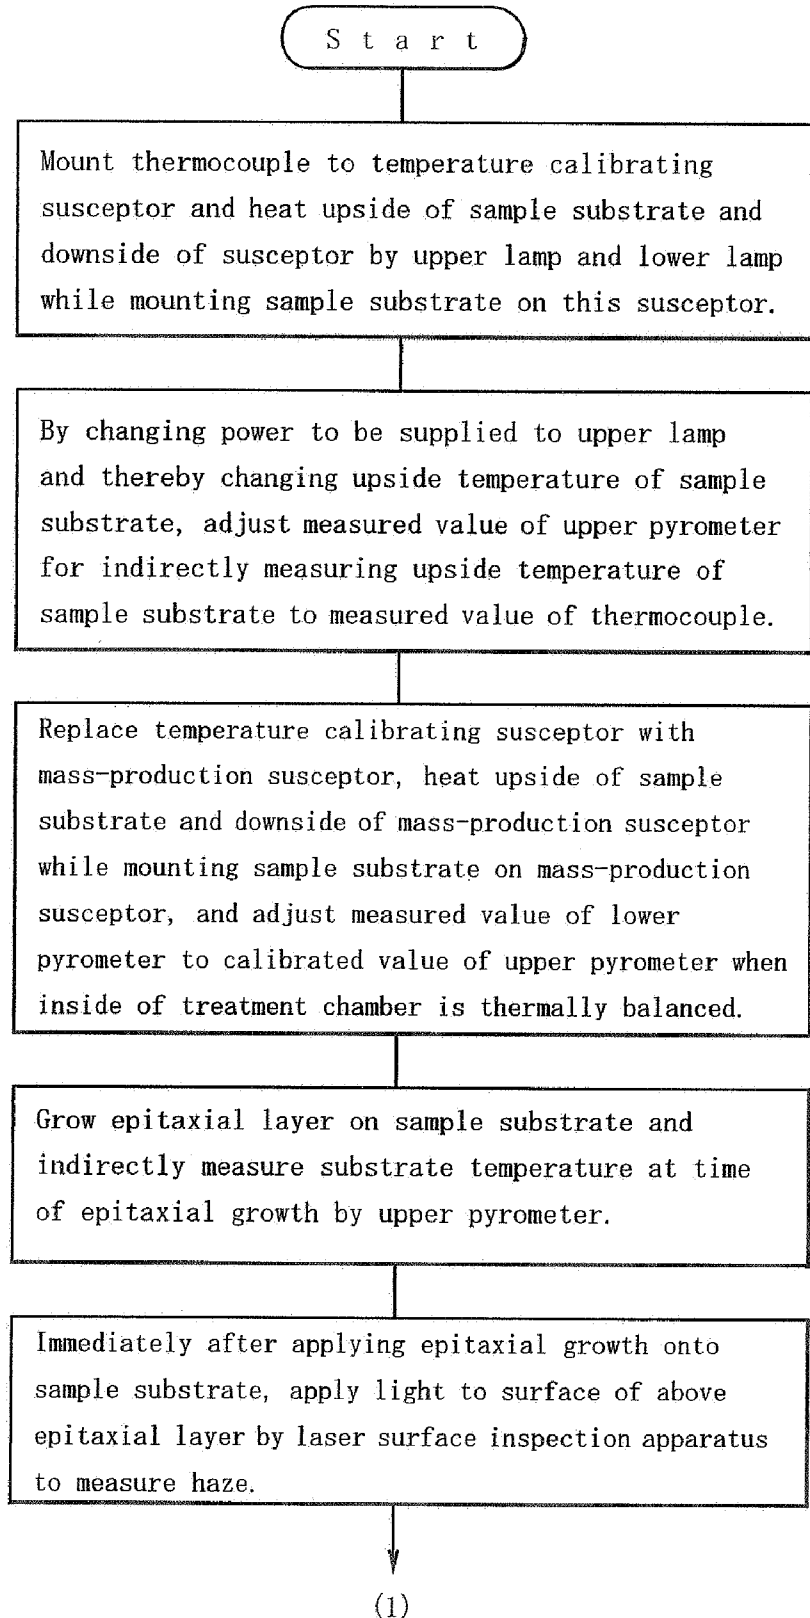 Start
Mount thermocouple to temperature calibrating
susceptor and heat upside of sample substrate and
downside of susceptor by upper lamp and lower lamp
while mounting sample substrate on this susceptor.
By changing power to be supplied to upper lamp
and thereby changing upside temperature of sample
substrate, adjust measured value of upper pyrometer
for indirectly measuring upside temperature of
sample substrate to measured value of thermocouple.
Replace temperature calibrating susceptor with
mass-production susceptor, heat upside of sample
substrate and downside of mass-production susceptor
while mounting sample substrate on mass-production
susceptor, and adjust measured value of lower
pyrometer to calibrated value of upper pyrometer when
inside of treatment chamber is thermally balanced.
Grow epitaxial layer on sample substrate and
indirectly measure substrate temperature at time
of epitaxial growth by upper pyrometer.
Immediately after applying epitaxial growth onto
sample substrate, apply light to surface of above
epitaxial layer by laser surface inspection apparatus
to measure haze.
(1)